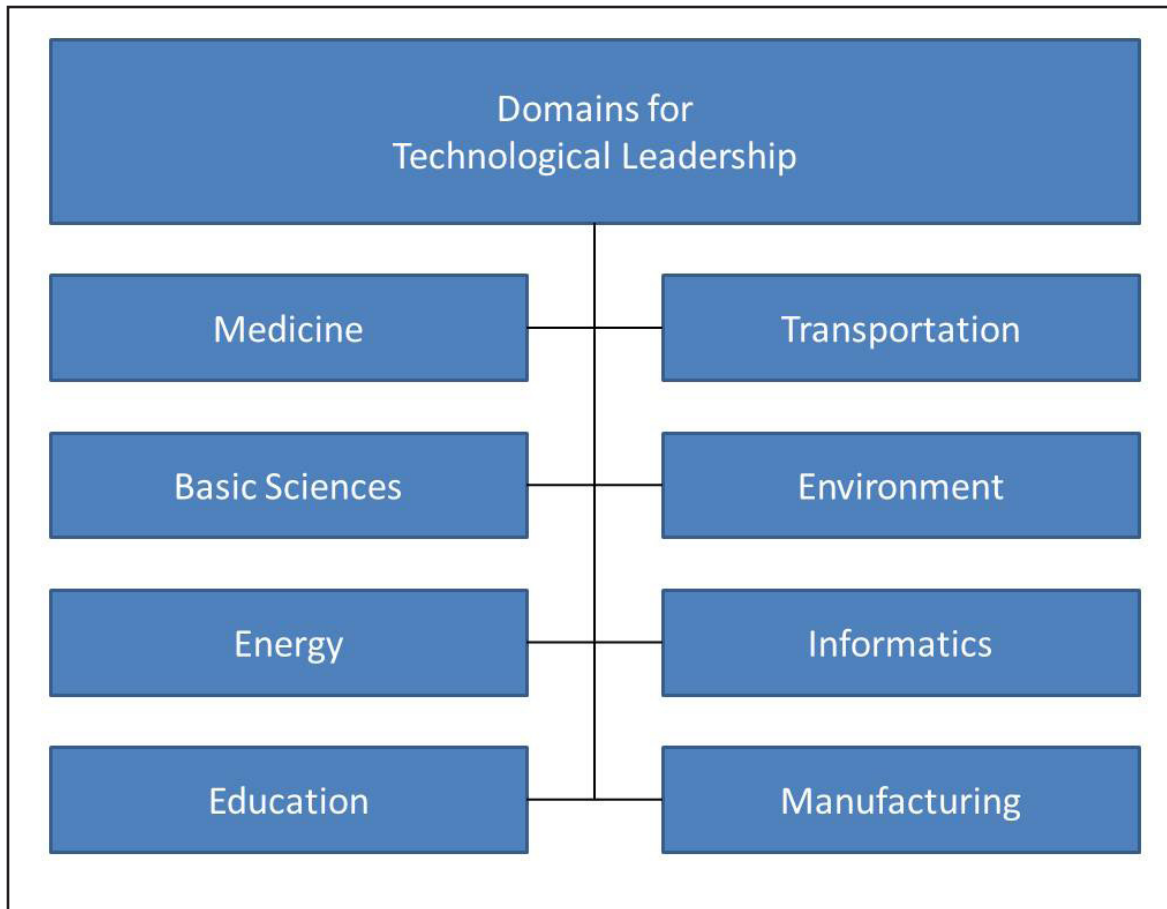 Domains for
Technological Leadership
Medicine
Transportation
Basic Sciences
Environment
Energy
Informatics
Education
Manufacturing